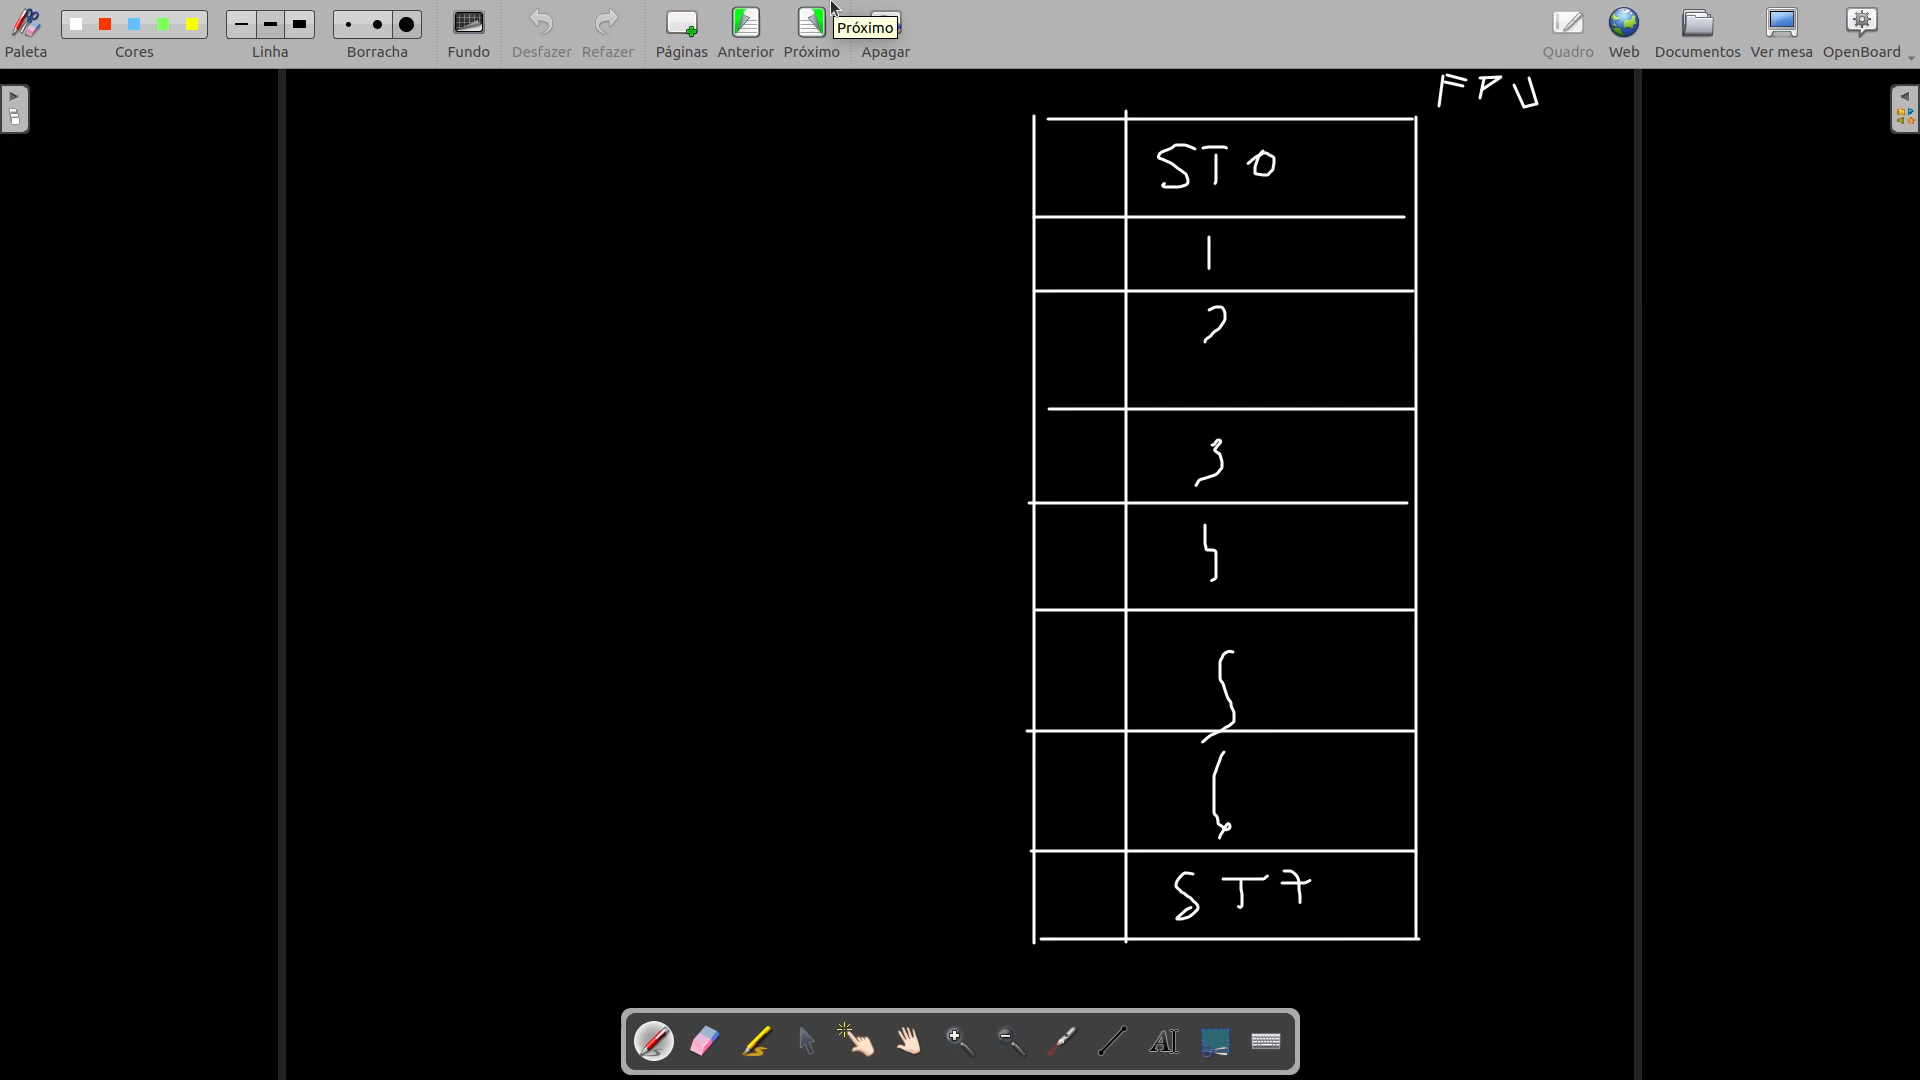 Próximo
Paleta Cores Linha Borracha Fundo Desfazer Refazer Páginas Anterior Próximo Apagar Quadro Web Documentos Ver mesa OpenBoard
FPU
ST0
1
2
3
4
5
6
ST7
AI